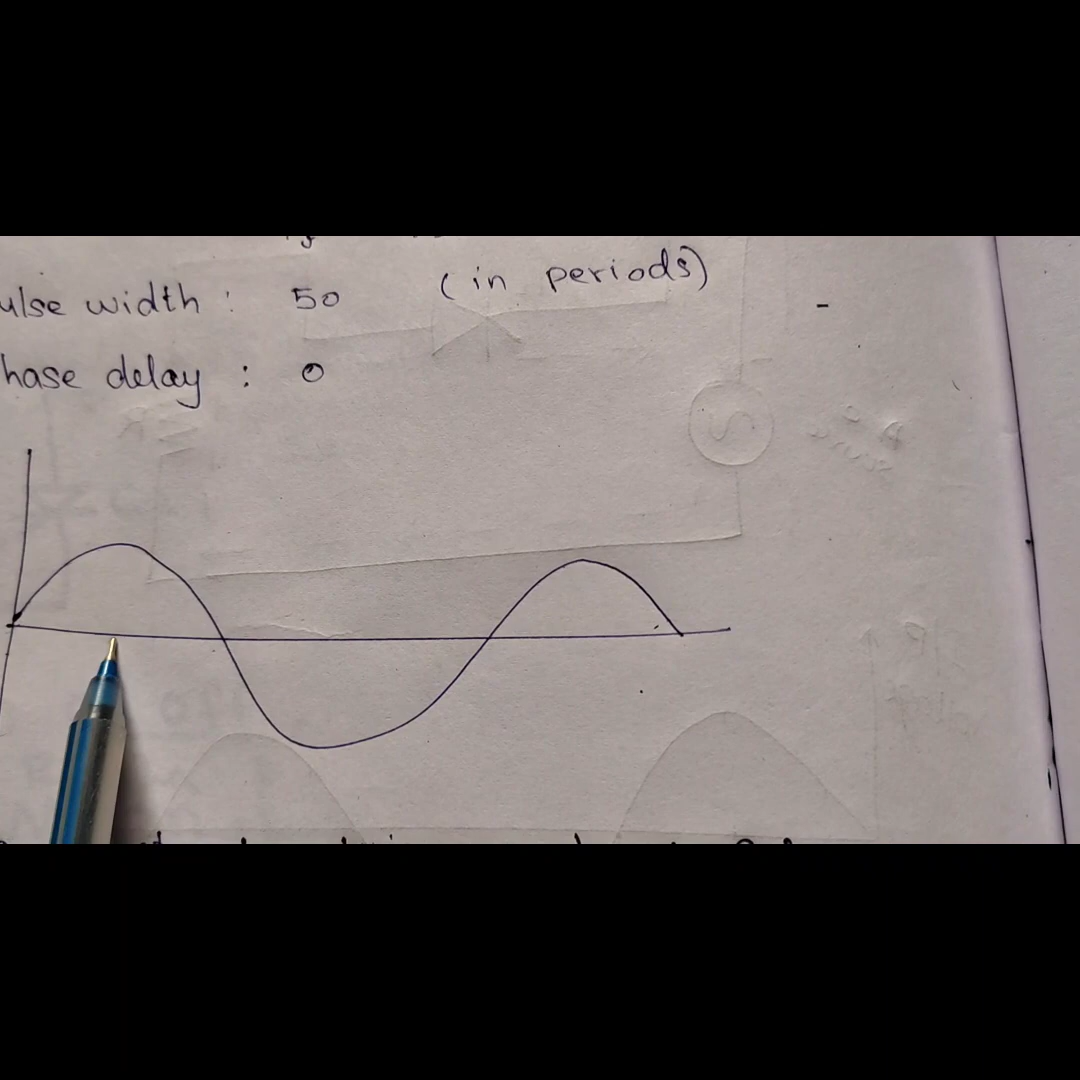 ulse width : 50 (in periods)
hase delay : 0